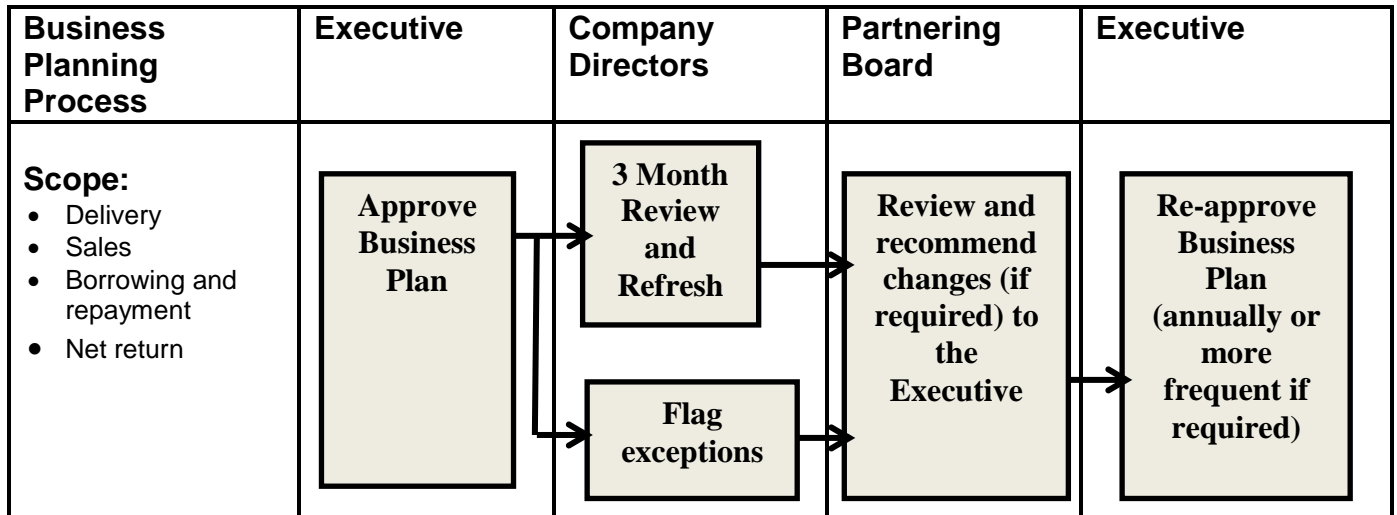 Business
Planning
Process
Executive
Company
Directors
Partnering
Board
Executive
Scope:
• Delivery
• Sales
• Borrowing and
repayment
• Net return
Approve
Business
Plan
3 Month
Review
and
Refresh
Flag
exceptions
Review and
recommend
changes (if
required) to
the
Executive
Re-approve
Business
Plan
(annually or
more
frequent if
required)